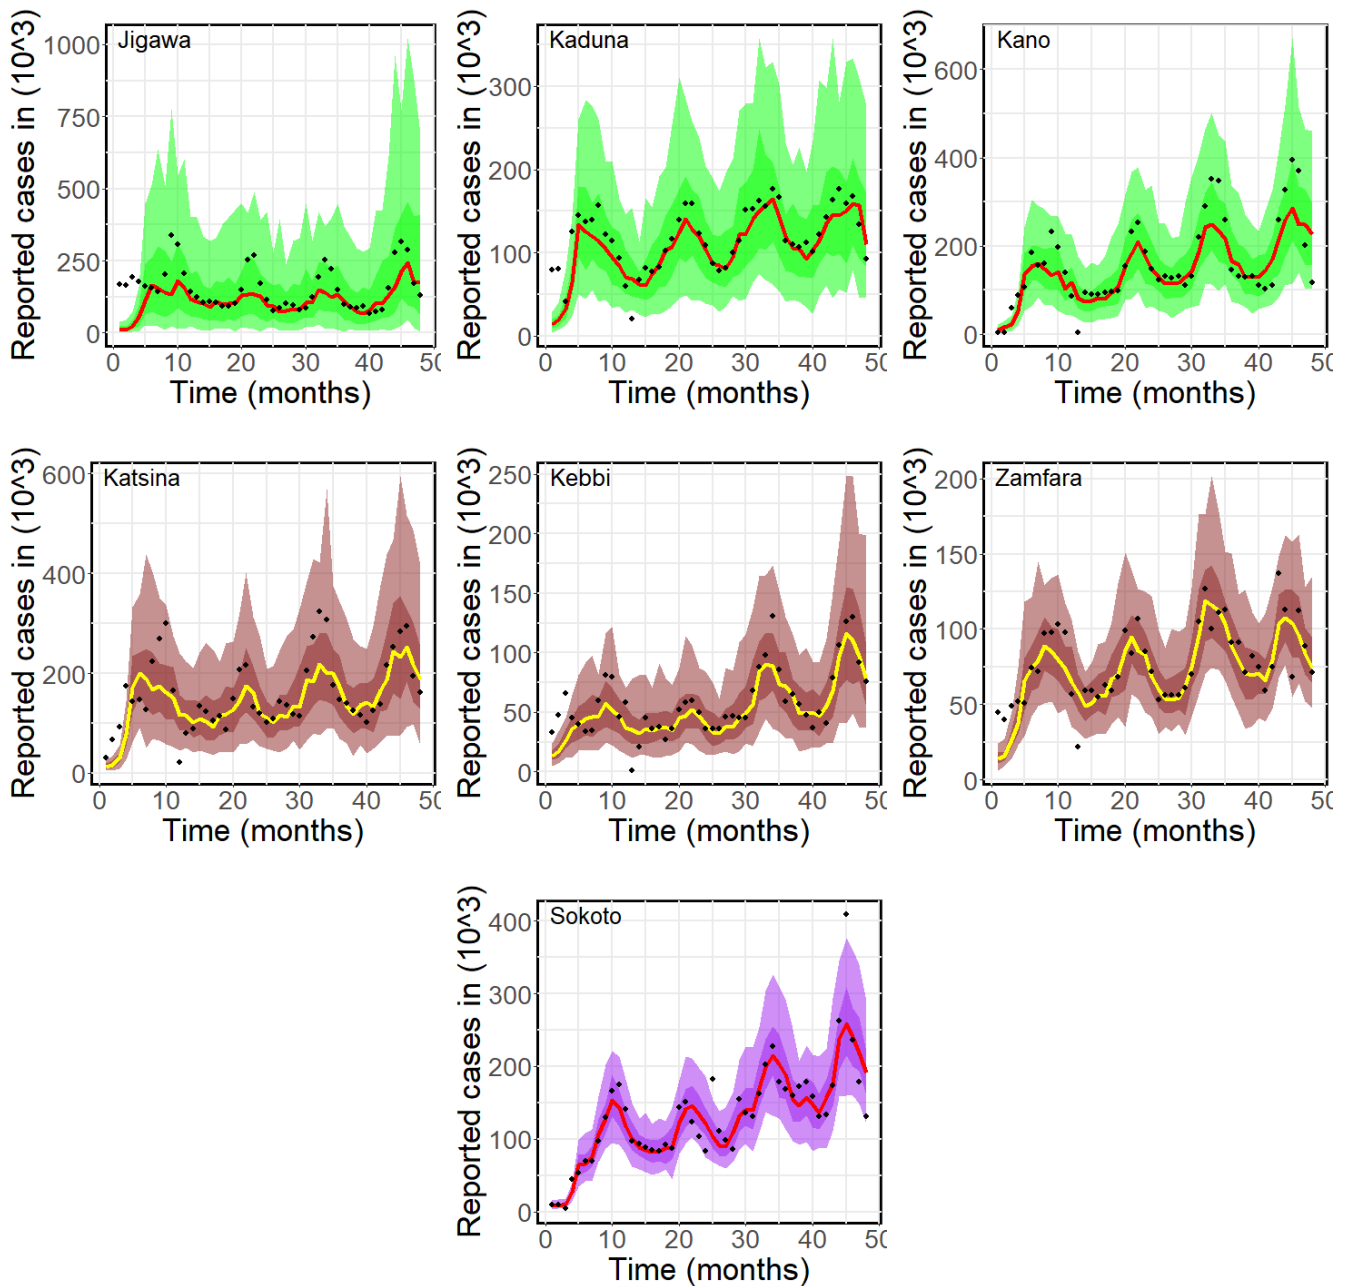 Jigawa
Reported cases in (10^3)
1000
750
500
250
0
0 10 20 30 40 50
Time (months)
Kaduna
Reported cases in (10^3)
300
200
100
0
0 10 20 30 40 50
Time (months)
Kano
Reported cases in (10^3)
600
400
200
0
0 10 20 30 40 50
Time (months)
Katsina
Reported cases in (10^3)
600
400
200
0
0 10 20 30 40 50
Time (months)
Kebbi
Reported cases in (10^3)
250
200
150
100
50
0
0 10 20 30 40 50
Time (months)
Zamfara
Reported cases in (10^3)
200
150
100
50
0
0 10 20 30 40 50
Time (months)
Sokoto
Reported cases in (10^3)
400
300
200
100
0
0 10 20 30 40 50
Time (months)